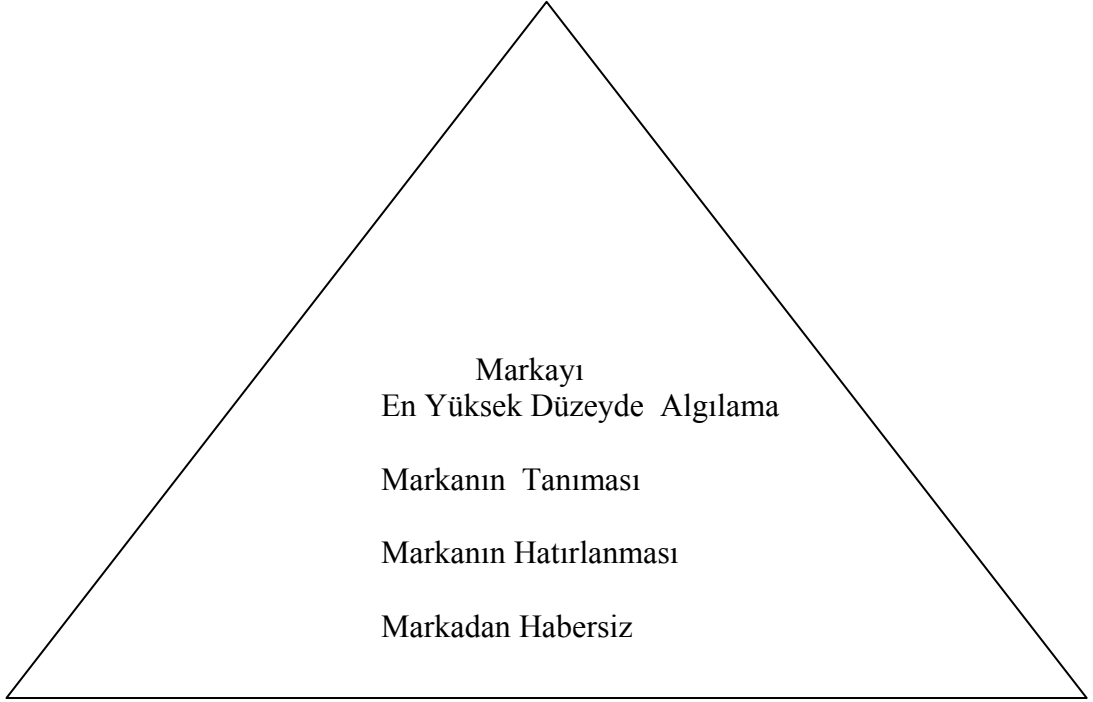 Markayı
En Yüksek Düzeyde Algılama
Markanın Tanıması
Markanın Hatırlanması
Markadan Habersiz